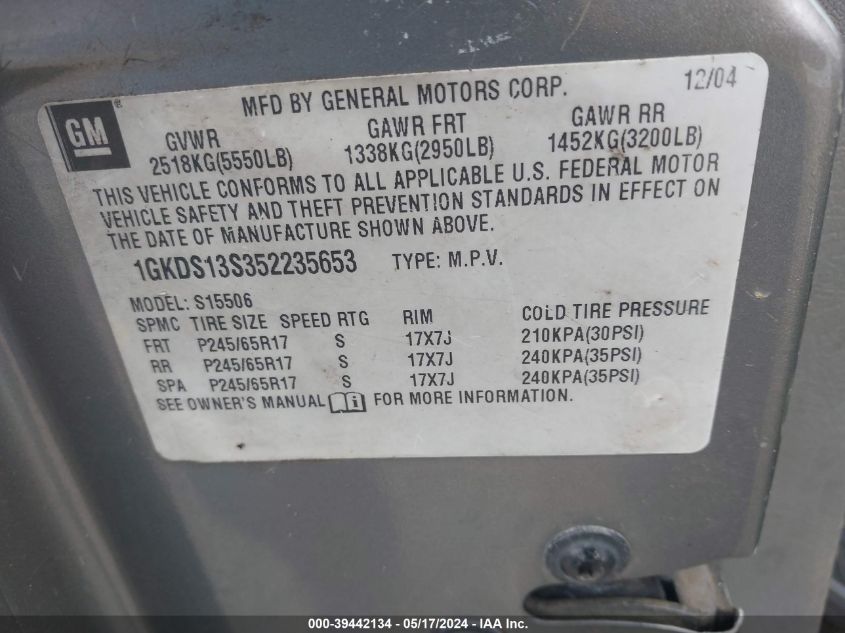 MFD BY GENERAL MOTORS CORP. 12/04
GM
GVWR GAWR FRT GAWR RR
2518KG(5550LB) 1338KG(2950LB) 1452KG(3200LB)
THIS VEHICLE CONFORMS TO ALL APPLICABLE U.S. FEDERAL MOTOR
VEHICLE SAFETY AND THEFT PREVENTION STANDARDS IN EFFECT ON
THE DATE OF MANUFACTURE SHOWN ABOVE.
1GKDS13S352235653 TYPE: M.P.V.
MODEL: S15506
SPMC TIRE SIZE SPEED RTG RIM COLD TIRE PRESSURE
FRT P245/65R17 S 17X7J 210KPA(30PSI)
RR P245/65R17 S 17X7J 240KPA(35PSI)
SPA P245/65R17 S 17X7J 240KPA(35PSI)
SEE OWNER'S MANUAL i FOR MORE INFORMATION.
000-39442134 - 05/17/2024 - IAA Inc.